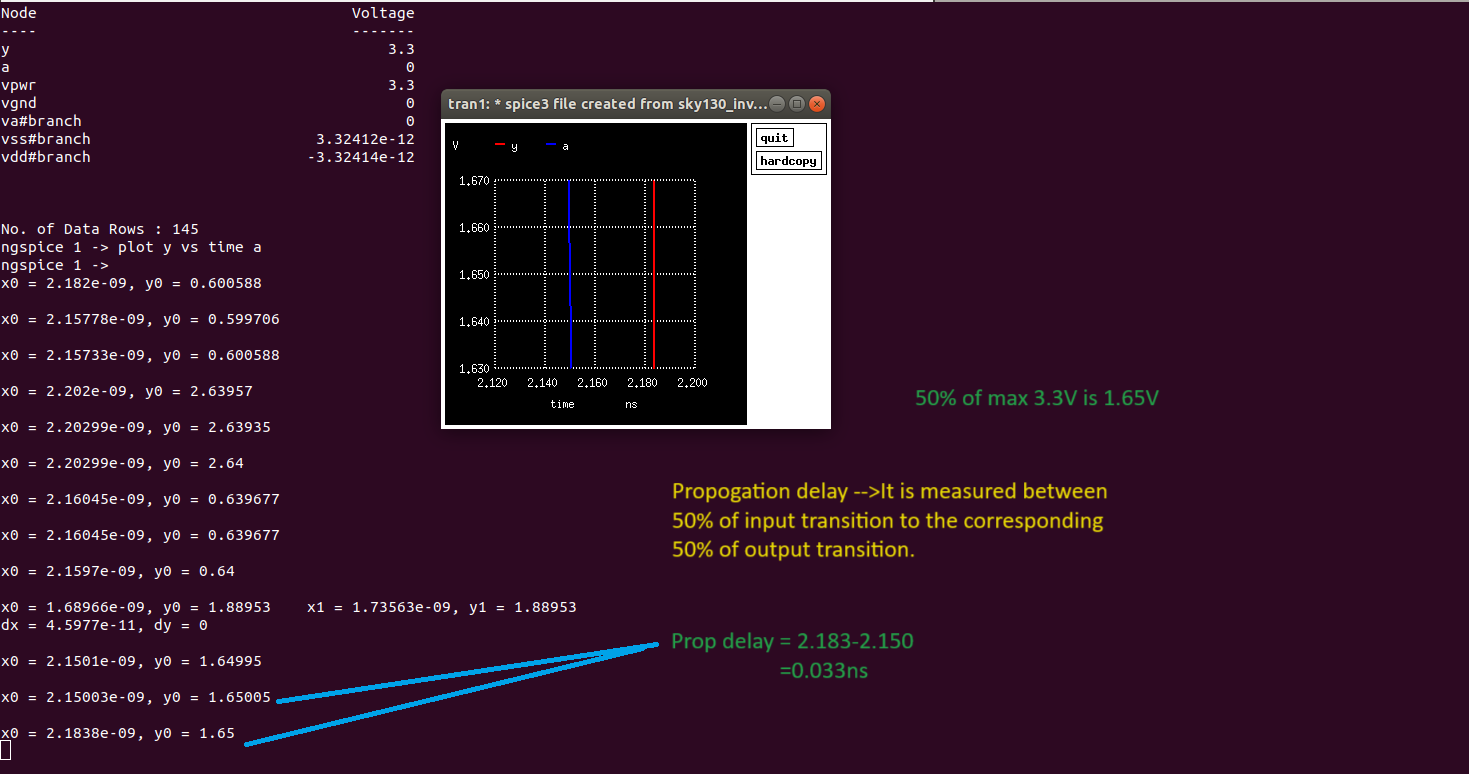 Node Voltage
---- -------
y 3.3
a 0
vpwr 3.3
vgnd 0
va#branch 0
vss#branch 3.32412e-12
vdd#branch -3.32414e-12
No. of Data Rows : 145
ngspice 1 -> plot y vs time a
ngspice 1 ->
x0 = 2.182e-09, y0 = 0.600588
x0 = 2.15778e-09, y0 = 0.599706
x0 = 2.15733e-09, y0 = 0.600588
x0 = 2.202e-09, y0 = 2.63957
x0 = 2.20299e-09, y0 = 2.63935
x0 = 2.20299e-09, y0 = 2.64
x0 = 2.16045e-09, y0 = 0.639677
x0 = 2.16045e-09, y0 = 0.639677
x0 = 2.1597e-09, y0 = 0.64
x0 = 1.68966e-09, y0 = 1.88953 x1 = 1.73563e-09, y1 = 1.88953
dx = 4.5977e-11, dy = 0
x0 = 2.1501e-09, y0 = 1.64995
x0 = 2.15003e-09, y0 = 1.65005
x0 = 2.1838e-09, y0 = 1.65
tran1: * spice3 file created from sky130_inv...
quit
hardcopy
V y a
1.670
1.660
1.650
1.640
1.630
2.120 2.140 2.160 2.180 2.200
time ns
50% of max 3.3V is 1.65V
Propogation delay -->It is measured between
50% of input transition to the corresponding
50% of output transition.
Prop delay = 2.183-2.150
=0.033ns